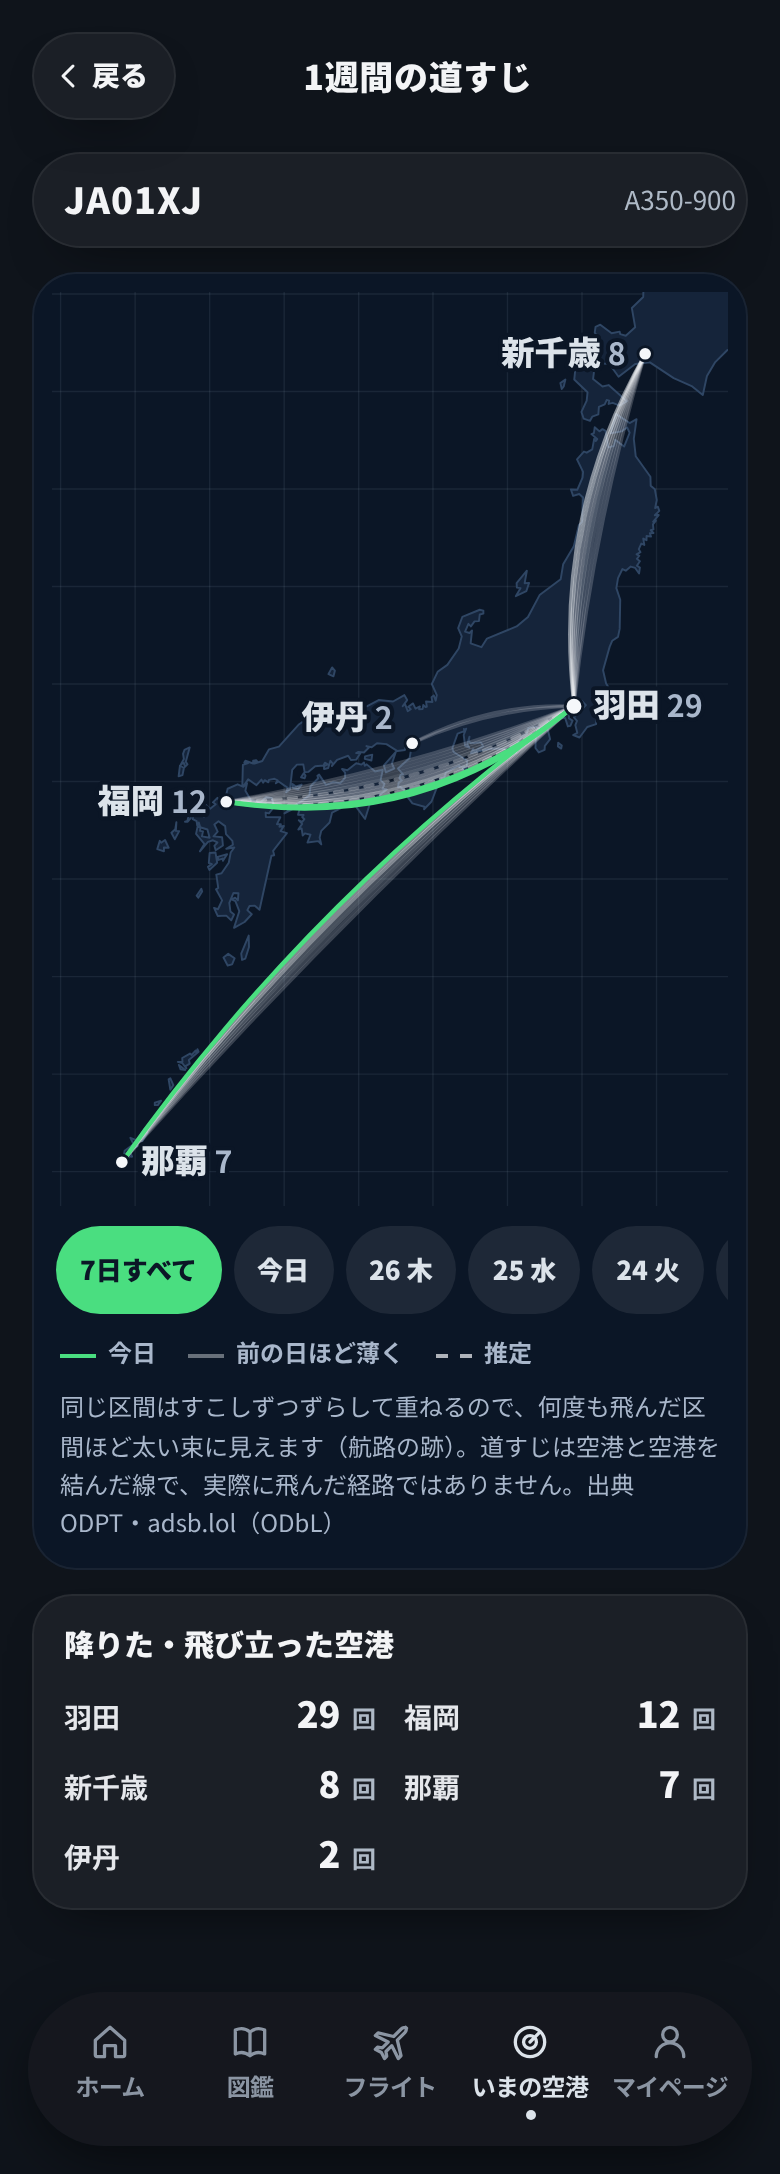 戻る
1週間の道すじ
JA01XJ
A350-900
新千歳 8
羽田 29
伊丹 2
福岡 12
那覇 7
7日すべて
今日
26 木
25 水
24 火
今日
前の日ほど薄く
推定
同じ区間はすこしずつずらして重ねるので、何度も飛んだ区
間ほど太い束に見えます（航路の跡）。道すじは空港と空港を
結んだ線で、実際に飛んだ経路ではありません。出典
ODPT・adsb.lol（ODbL）
降りた・飛び立った空港
羽田 29 回
福岡 12 回
新千歳 8 回
那覇 7 回
伊丹 2 回
ホーム
図鑑
フライト
いまの空港
マイページ